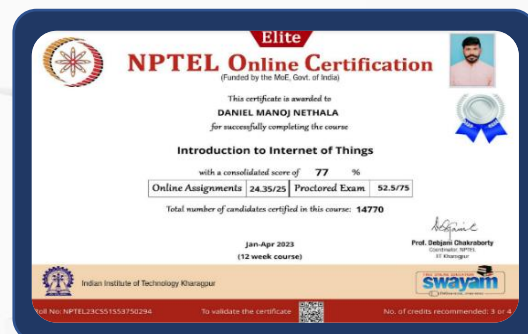 Elite
NPTEL Online Certification
(Funded by the MoE, Govt. of India)
This certificate is awarded to
DANIEL MANOJ NETHALA
for successfully completing the course
Introduction to Internet of Things
with a consolidated score of 77 %
Online Assignments 24.35/25 Proctored Exam 52.5/75
Total number of candidates certified in this course: 14770
Jan-Apr 2023
(12 week course)
Prof. Debjani Chakraborty
Coordinator, NPTEL
IIT Kharagpur
Indian Institute of Technology Kharagpur
swayam
Roll No: NPTEL23CS51S53750294 To validate the certificate No. of credits recommended: 3 or 4